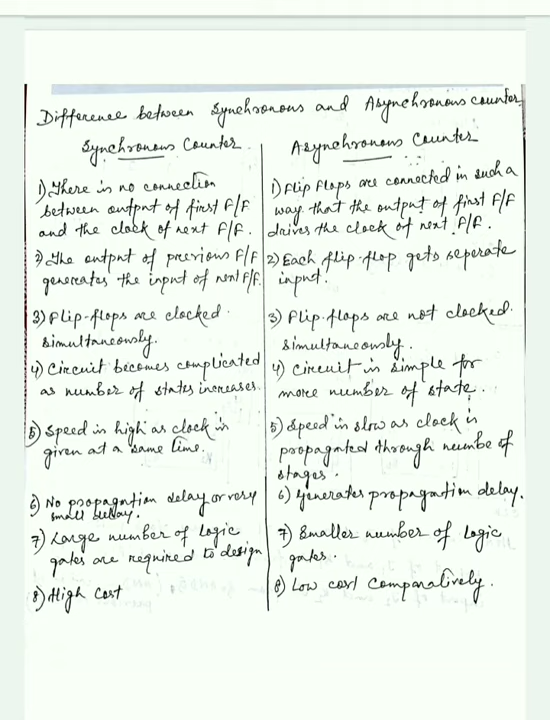 Difference between Synchronous and Asynchronous counter
Synchronous Counter.
1) There is no connection
between output of first F/F
and the clock of next F/F.
2) The output of previous F/F
generates the input of next F/F.
3) Flip-flops are clocked.
simultaneously.
4) Circuit becomes complicated
as number of states increases.
5) Speed is high as clock is
given at a same time.
6) No propagation delay or very
small delay.
7) Large number of logic
gates are required to design
8) High Cost
Asynchronous Counter
1) Flip Flops are connected in such a
way that the output of first F/F
drives the clock of next F/F.
2) Each flip-flop gets seperate
input.
3) Flip-flops are not clocked.
simultaneously.
4) Circuit is simple for
more number of state.
5) Speed is slow as clock is
propagated through numbe of
stages.
6) Generates propagation delay.
7) Smaller number of Logic
gates.
8) Low cost Comparatively.